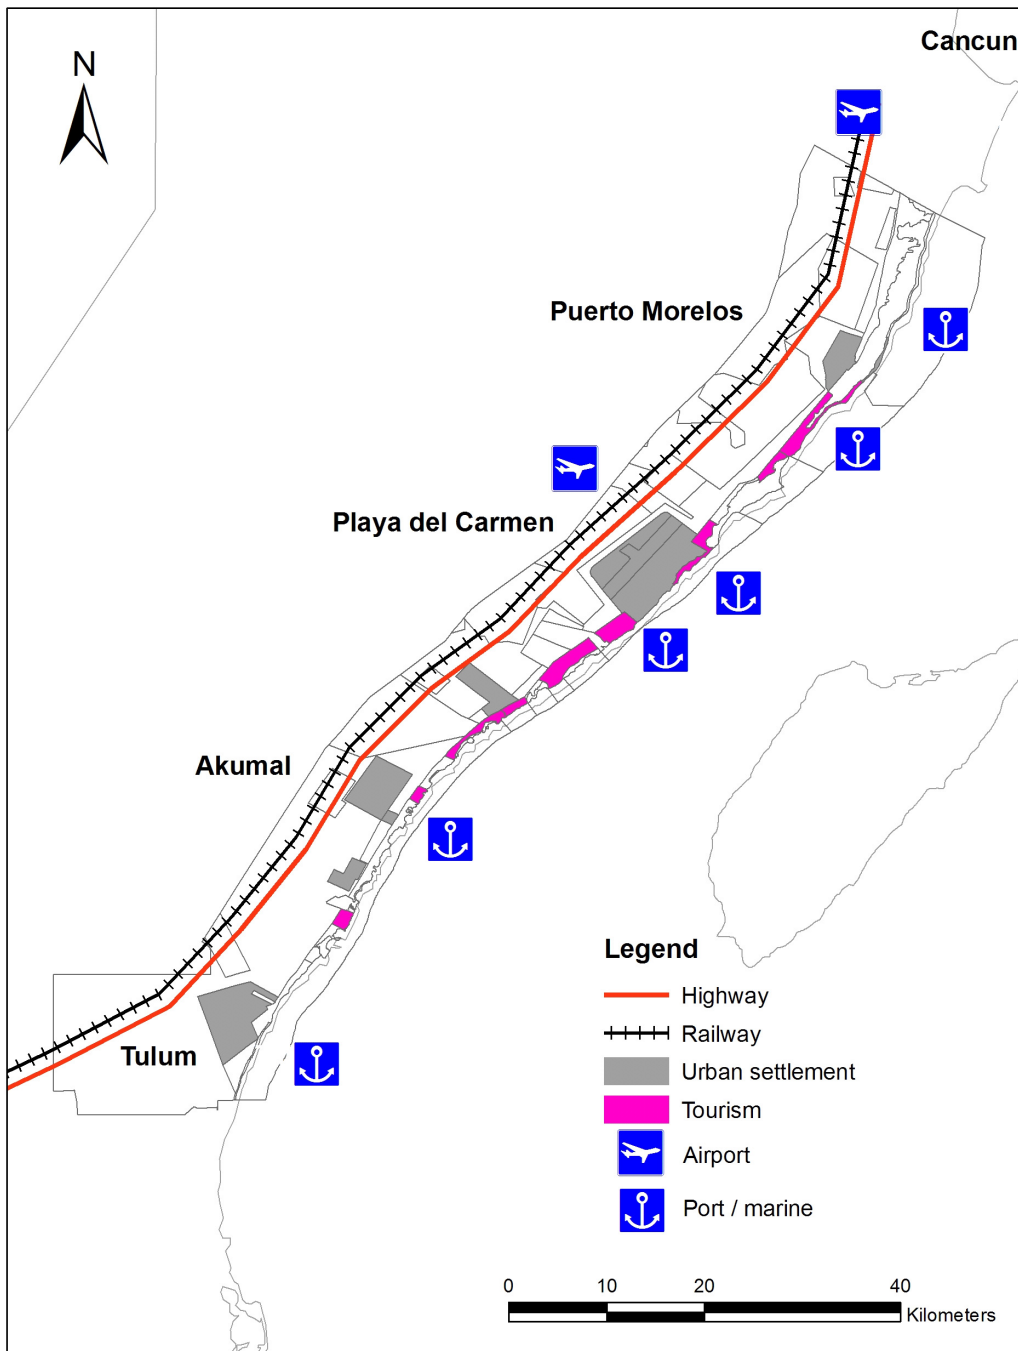 Cancun
N
Puerto Morelos
Playa del Carmen
Akumal
Tulum
Legend
Highway
Railway
Urban settlement
Tourism
Airport
Port / marine
0 10 20 40
Kilometers